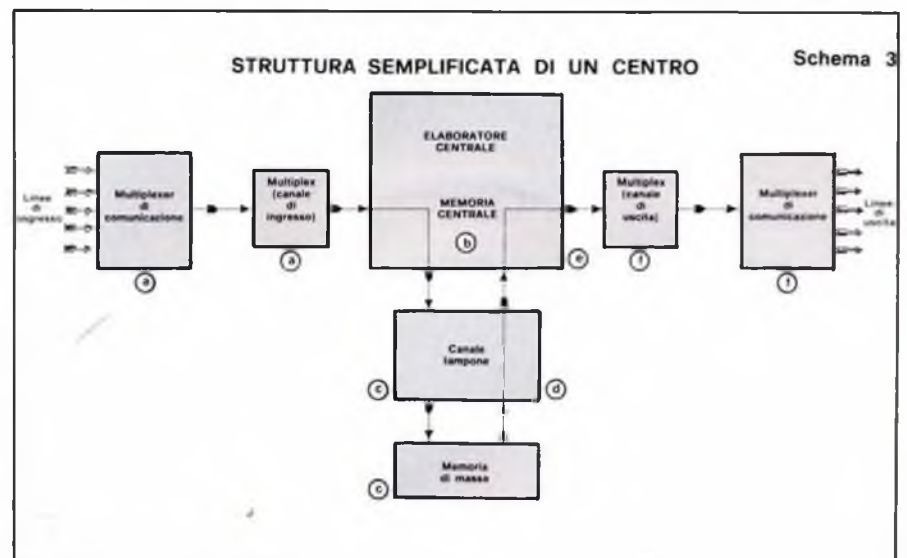 Schema 3
STRUTTURA SEMPLIFICATA DI UN CENTRO
ELABORATORE
CENTRALE
MEMORIA
CENTRALE
b
Linee
di
ingresso
Multiplexer
di
comunicazione
a
Multiplex
(canale
di
ingresso)
a
e
Multiplex
(canale
di
uscita)
f
Multiplexer
di
comunicazione
f
Linee
di
uscita
Canale
tampone
c
d
Memoria
di massa
c